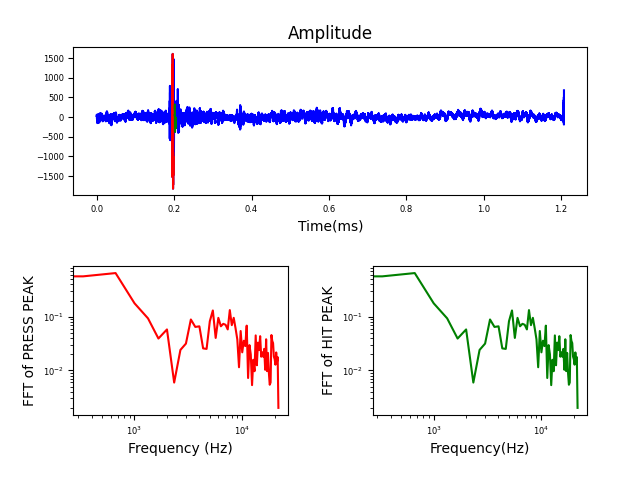 Amplitude
1500
1000
500
0
−500
−1000
−1500
0.0 0.2 0.4 0.6 0.8 1.0 1.2
Time(ms)
FFT of PRESS PEAK
10⁻¹
10⁻²
10³ 10⁴
Frequency (Hz)
FFT of HIT PEAK
10⁻¹
10⁻²
10³ 10⁴
Frequency(Hz)